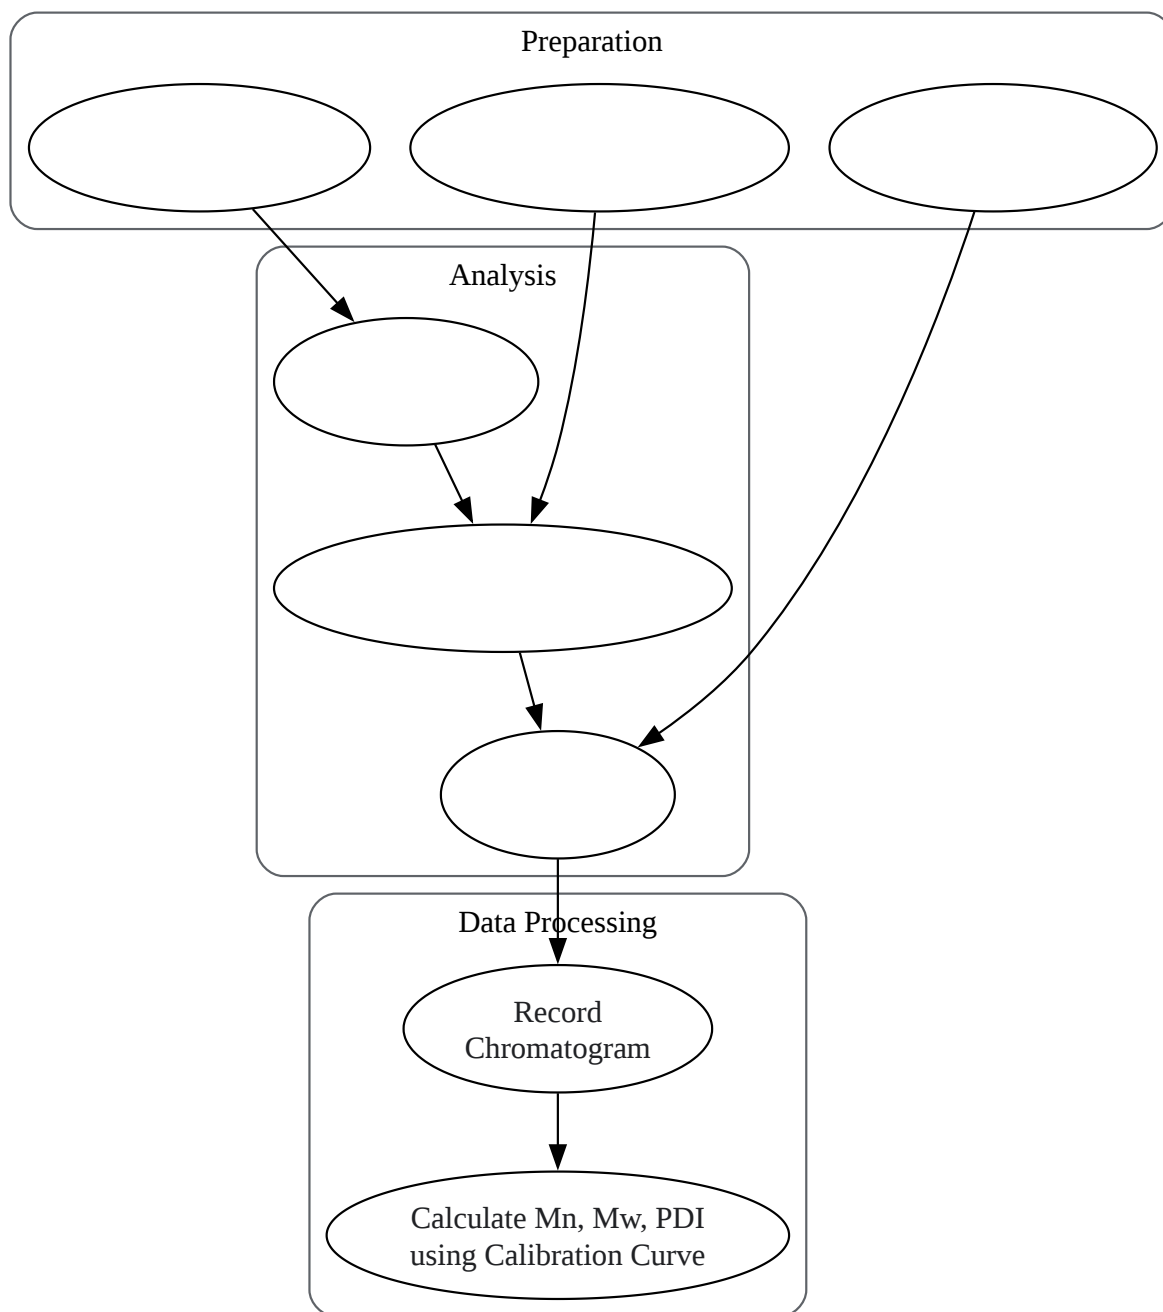 Preparation
Analysis
Data Processing
Record
Chromatogram
Calculate Mn, Mw, PDI
using Calibration Curve